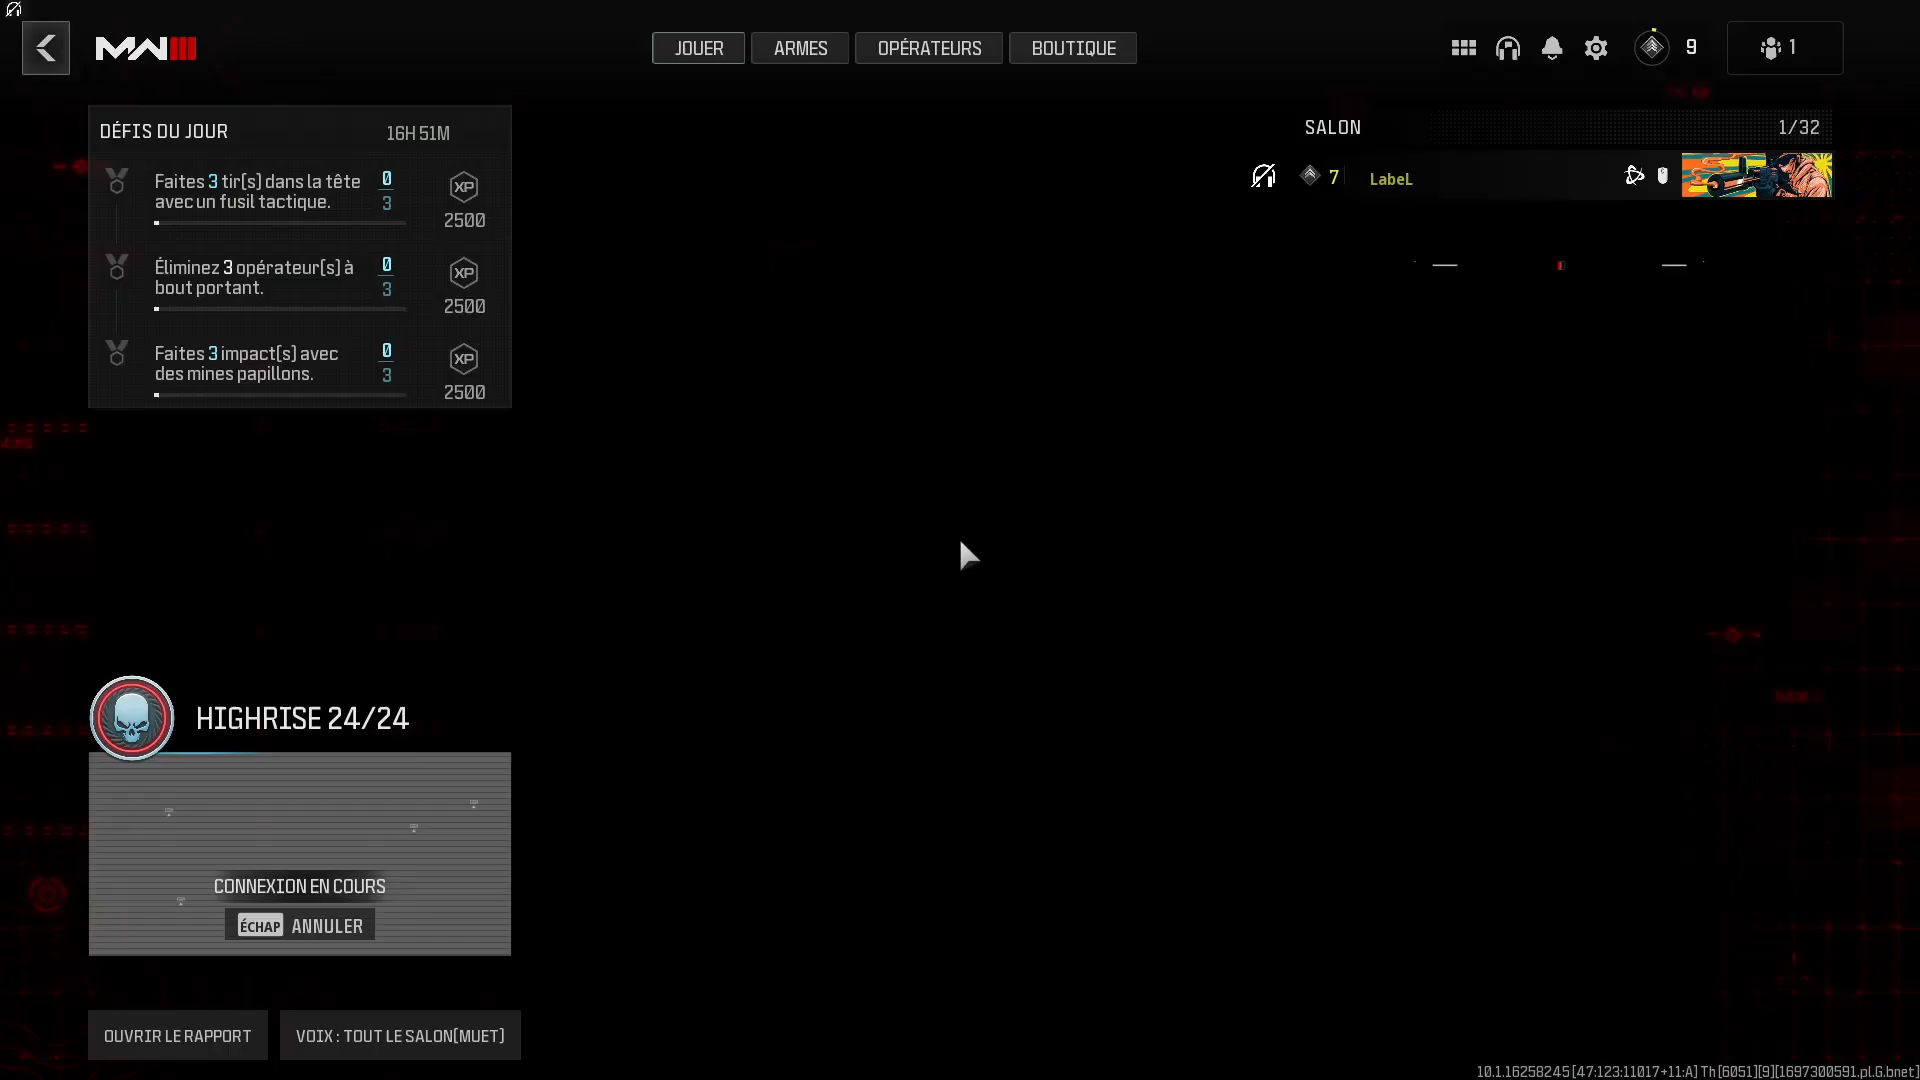 MWIII
JOUER
ARMES
OPÉRATEURS
BOUTIQUE
9
1
DÉFIS DU JOUR
16H 51M
Faites 3 tir(s) dans la tête
avec un fusil tactique.
0
3
XP
2500
Éliminez 3 opérateur(s) à
bout portant.
0
3
XP
2500
Faites 3 impact(s) avec
des mines papillons.
0
3
XP
2500
SALON
1/32
7
LabeL
HIGHRISE 24/24
CONNEXION EN COURS
ÉCHAP ANNULER
OUVRIR LE RAPPORT
VOIX : TOUT LE SALON(MUET)
10.1.16258245 [47:123:11017+11:A] Th [6051][9][1697300591.pl.G.bnet]